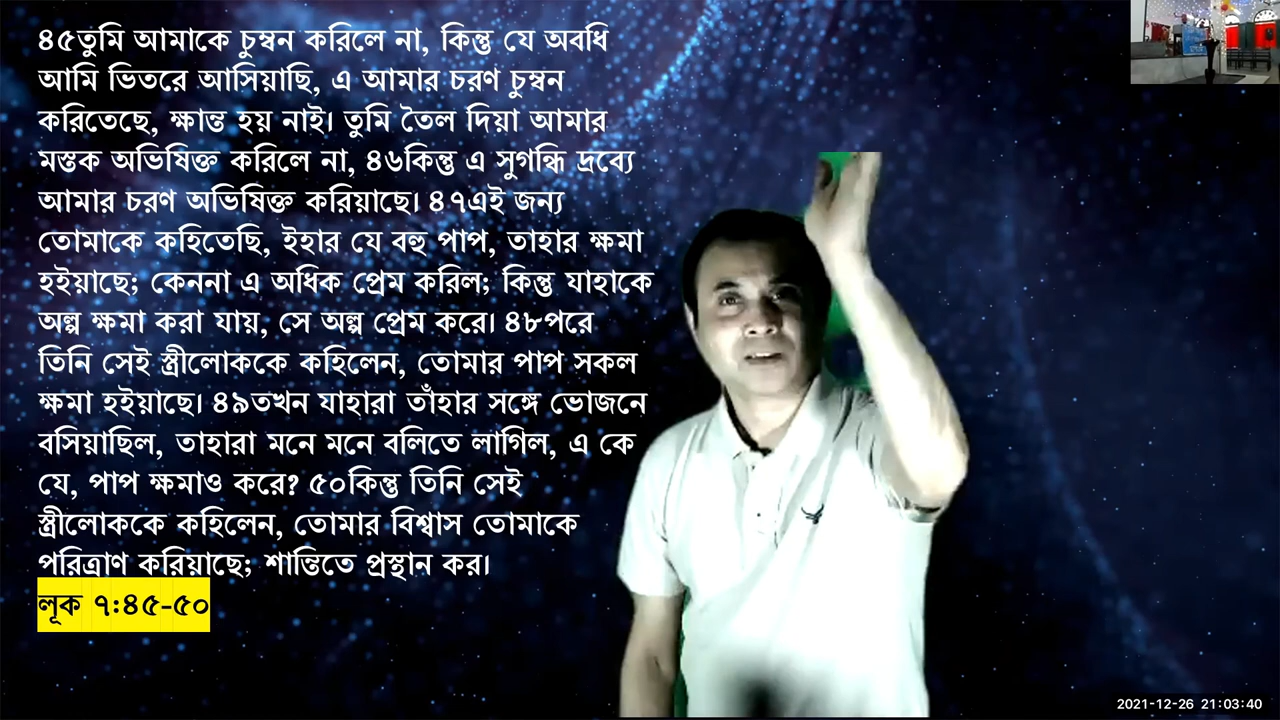 ৪৫তুমি আমাকে চুম্বন করিলে না, কিন্তু যে অবধি
আমি ভিতরে আসিয়াছি, এ আমার চরণ চুম্বন
করিতেছে, ক্ষান্ত হয় নাই। তুমি তৈল দিয়া আমার
মস্তক অভিষিক্ত করিলে না, ৪৬কিন্তু এ সুগন্ধি দ্রব্যে
আমার চরণ অভিষিক্ত করিয়াছে। ৪৭এই জন্য
তোমাকে কহিতেছি, ইহার যে বহু পাপ, তাহার ক্ষমা
হইয়াছে; কেননা এ অধিক প্রেম করিল; কিন্তু যাহাকে
অল্প ক্ষমা করা যায়, সে অল্প প্রেম করে। ৪৮পরে
তিনি সেই স্ত্রীলোককে কহিলেন, তোমার পাপ সকল
ক্ষমা হইয়াছে। ৪৯তখন যাহারা তাঁহার সঙ্গে ভোজনে
বসিয়াছিল, তাহারা মনে মনে বলিতে লাগিল, এ কে
যে, পাপ ক্ষমাও করে? ৫০কিন্তু তিনি সেই
স্ত্রীলোককে কহিলেন, তোমার বিশ্বাস তোমাকে
পরিত্রাণ করিয়াছে; শান্তিতে প্রস্থান কর।
লূক ৭:৪৫-৫০
2021-12-26 21:03:40